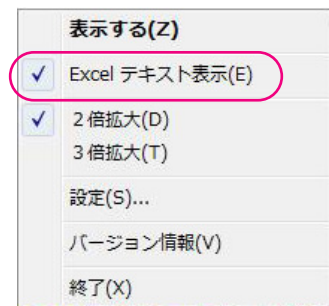 表示する(Z)
Excel テキスト表示(E)
２倍拡大(D)
３倍拡大(T)
設定(S)...
バージョン情報(V)
終了(X)